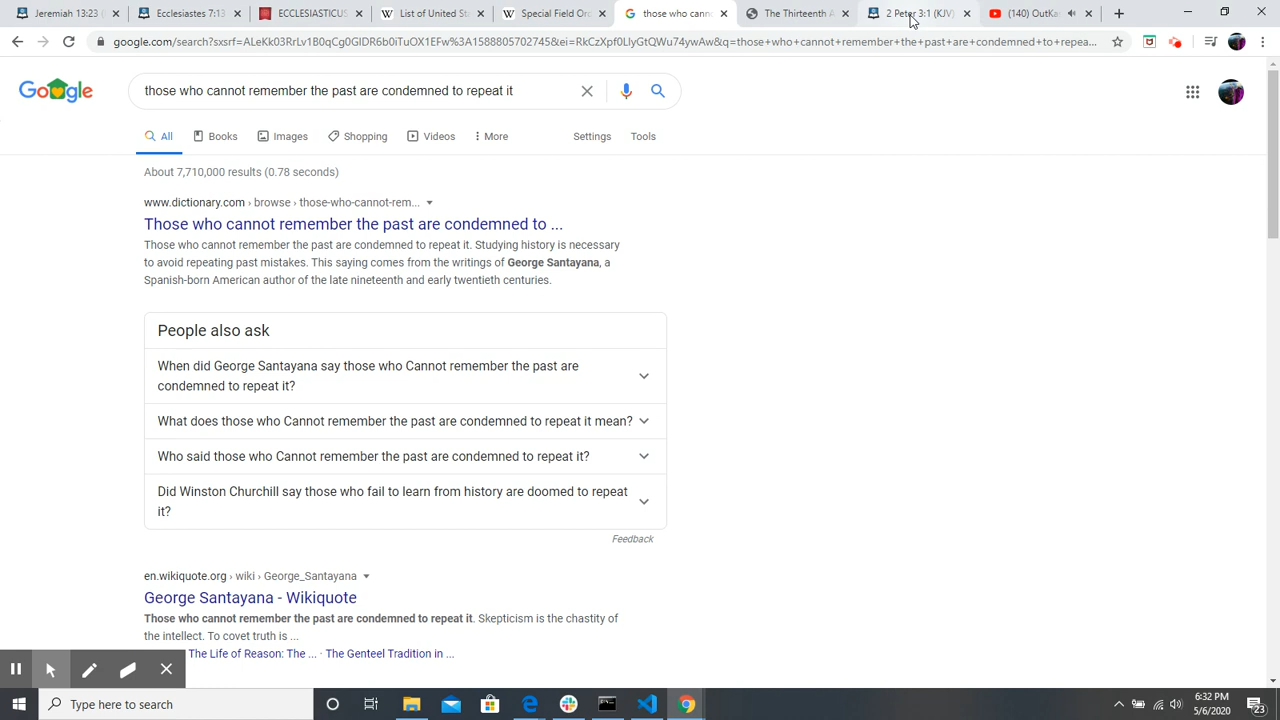 Jeremiah 13:23 (
Ecclesiastes 7:13
ECCLESIASTICUS
List of United St
Special Field Or
those who cann
The Thirteenth A
2 Peter 3:1 (KJV)
(140) OutKa
google.com/search?sxsrf=ALeKk03RrLv1B0qCg0GIDR6b0iTuOX1EFw%3A1588805702745&ei=RkCzXpf0LIyGtQWu74ywAw&q=those+who+cannot+remember+the+past+are+condemned+to+repea...
Google
those who cannot remember the past are condemned to repeat it
All Books Images Shopping Videos More Settings Tools
About 7,710,000 results (0.78 seconds)
www.dictionary.com › browse › those-who-cannot-rem...
Those who cannot remember the past are condemned to ...
Those who cannot remember the past are condemned to repeat it. Studying history is necessary
to avoid repeating past mistakes. This saying comes from the writings of George Santayana, a
Spanish-born American author of the late nineteenth and early twentieth centuries.
People also ask
When did George Santayana say those who Cannot remember the past are
condemned to repeat it?
What does those who Cannot remember the past are condemned to repeat it mean?
Who said those who Cannot remember the past are condemned to repeat it?
Did Winston Churchill say those who fail to learn from history are doomed to repeat
it?
Feedback
en.wikiquote.org › wiki › George_Santayana
George Santayana - Wikiquote
Those who cannot remember the past are condemned to repeat it. Skepticism is the chastity of
the intellect. To covet truth is ...
The Life of Reason: The ... · The Genteel Tradition in ...
Type here to search
6:32 PM
5/6/2020
23